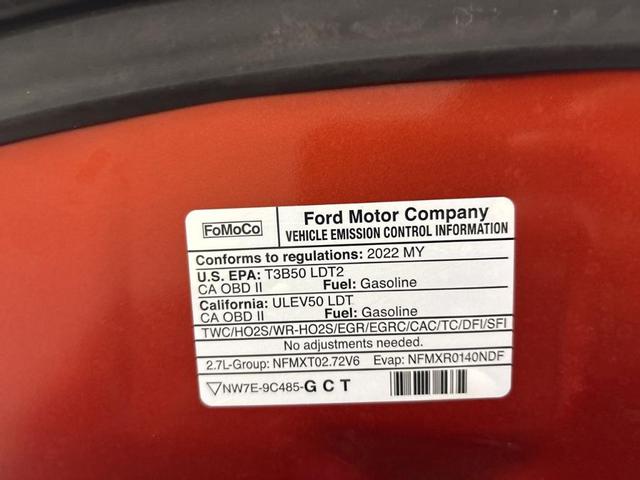 FoMoCo
Ford Motor Company
VEHICLE EMISSION CONTROL INFORMATION
Conforms to regulations: 2022 MY
U.S. EPA: T3B50 LDT2
CA OBD II Fuel: Gasoline
California: ULEV50 LDT
CA OBD II Fuel: Gasoline
TWC/HO2S/WR-HO2S/EGR/EGRC/CAC/TC/DFI/SFI
No adjustments needed.
2.7L-Group: NFMXT02.72V6 Evap: NFMXR0140NDF
NW7E-9C485-G C T